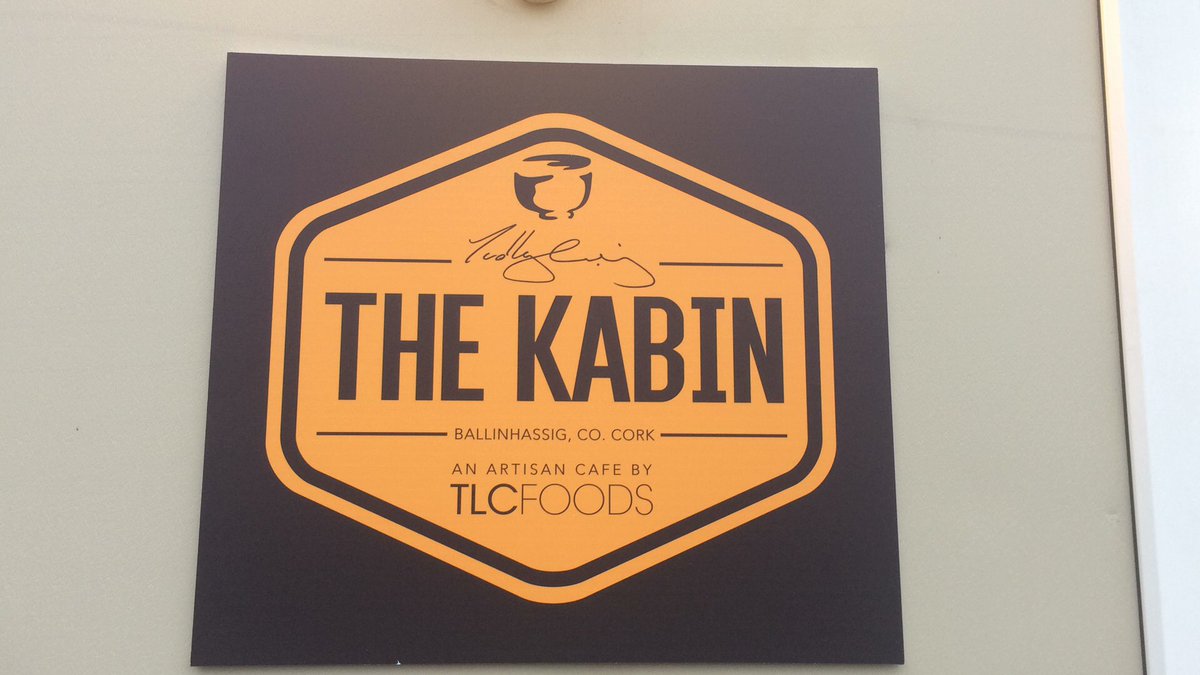 THE KABIN
BALLINHASSIG, CO. CORK
AN ARTISAN CAFE BY
TLCFOODS